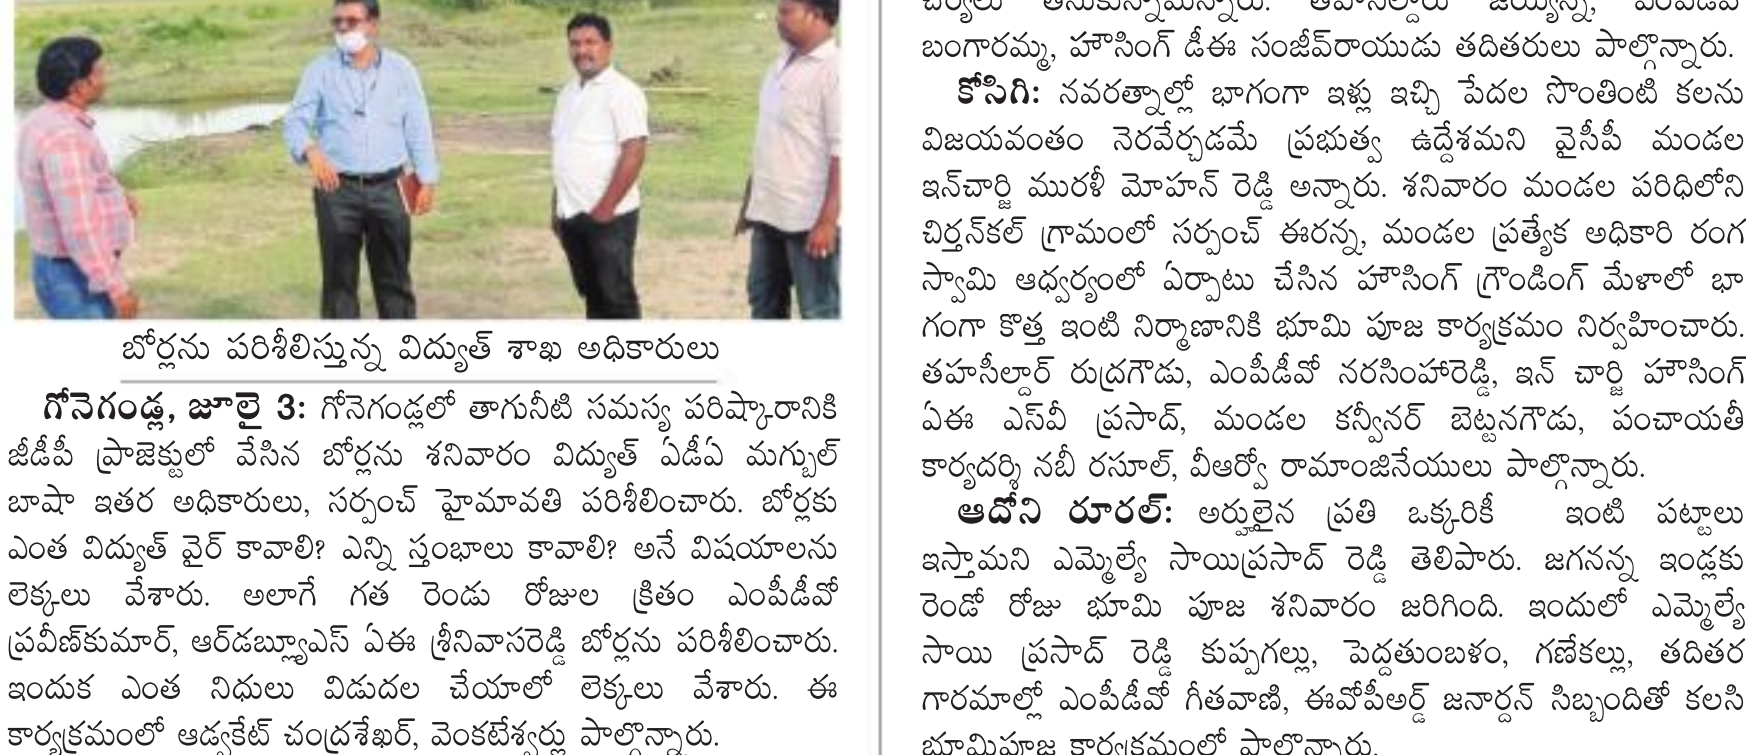 బోర్లను పరిశీలిస్తున్న విద్యుత్ శాఖ అధికారులు
గోనెగండ్ల, జూలై 3: గోనెగండ్లలో తాగునీటి సమస్య పరిష్కారానికి
జీడీపీ ప్రాజెక్టులో వేసిన బోర్లను శనివారం విద్యుత్ ఏడీఏ మగ్బుల్
బాషా ఇతర అధికారులు, సర్పంచ్ హైమావతి పరిశీలించారు. బోర్లకు
ఎంత విద్యుత్ వైర్ కావాలి? ఎన్ని స్తంభాలు కావాలి? అనే విషయాలను
లెక్కలు వేశారు. అలాగే గత రెండు రోజుల క్రితం ఎంపీడీవో
ప్రవీణ్‌కుమార్, ఆర్‌డబ్ల్యూఎస్ ఏఈ శ్రీనివాసరెడ్డి బోర్లను పరిశీలించారు.
ఇందుక ఎంత నిధులు విడుదల చేయాలో లెక్కలు వేశారు. ఈ
కార్యక్రమంలో ఆడ్వకేట్ చంద్రశేఖర్, వెంకటేశ్వర్లు పాల్గొన్నారు.
బంగారమ్మ, హౌసింగ్ డీఈ సంజీవ్‌రాయుడు తదితరులు పాల్గొన్నారు.
కోసిగి: నవరత్నాల్లో భాగంగా ఇళ్లు ఇచ్చి పేదల సొంతింటి కలను
విజయవంతం నెరవేర్చడమే ప్రభుత్వ ఉద్దేశమని వైసీపీ మండల
ఇన్‌చార్జి మురళీ మోహన్ రెడ్డి అన్నారు. శనివారం మండల పరిధిలోని
చిర్తన్‌కల్ గ్రామంలో సర్పంచ్ ఈరన్న, మండల ప్రత్యేక అధికారి రంగ
స్వామి ఆధ్వర్యంలో ఏర్పాటు చేసిన హౌసింగ్ గ్రౌండింగ్ మేళాలో భా
గంగా కొత్త ఇంటి నిర్మాణానికి భూమి పూజ కార్యక్రమం నిర్వహించారు.
తహసీల్దార్ రుద్రగౌడు, ఎంపీడీవో నరసింహారెడ్డి, ఇన్ చార్జి హౌసింగ్
ఏఈ ఎస్‌వీ ప్రసాద్, మండల కన్వీనర్ బెట్టనగౌడు, పంచాయతీ
కార్యదర్శి నబీ రసూల్, వీఆర్వో రామాంజినేయులు పాల్గొన్నారు.
ఆదోని రూరల్: అర్హులైన ప్రతి ఒక్కరికీ ఇంటి పట్టాలు
ఇస్తామని ఎమ్మెల్యే సాయిప్రసాద్ రెడ్డి తెలిపారు. జగనన్న ఇండ్లకు
రెండో రోజు భూమి పూజ శనివారం జరిగింది. ఇందులో ఎమ్మెల్యే
సాయి ప్రసాద్ రెడ్డి కుప్పగల్లు, పెద్దతుంబళం, గణేకల్లు, తదితర
గారమాల్లో ఎంపీడీవో గీతవాణి, ఈవోపీఅర్డ్ జనార్దన్ సిబ్బందితో కలసి
భూమిపూజ కార్యక్రమంలో పాల్గొన్నారు.